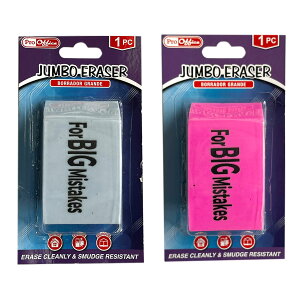 Pro Office
1 PC
JUMBO ERASER
BORRADOR GRANDE
For BIG Mistakes
ERASE CLEANLY & SMUDGE RESISTANT
Pro Office
1 PC
JUMBO ERASER
BORRADOR GRANDE
For BIG Mistakes
ERASE CLEANLY & SMUDGE RESISTANT